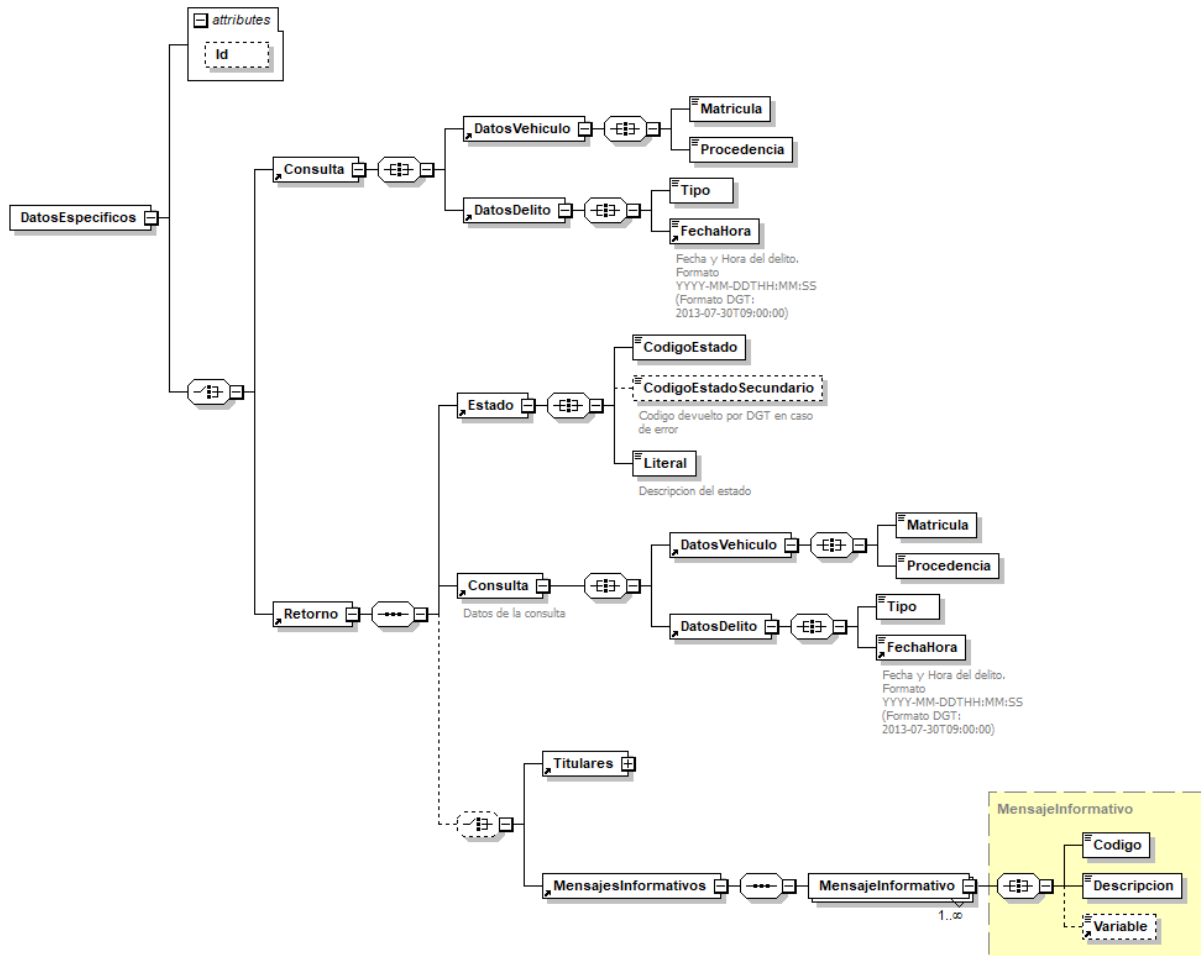 attributes
Id
Matricula
DatosVehiculo
Procedencia
Consulta
Tipo
DatosDelito
DatosEspecificos
FechaHora
Fecha y Hora del delito.
Formato
YYYY-MM-DDTHH:MM:SS
(Formato DGT:
2013-07-30T09:00:00)
CodigoEstado
CodigoEstadoSecundario
Estado
Codigo devuelto por DGT en caso
de error
Literal
Descripcion del estado
Matricula
DatosVehiculo
Procedencia
Consulta
Datos de la consulta
Tipo
Retorno
DatosDelito
FechaHora
Fecha y Hora del delito.
Formato
YYYY-MM-DDTHH:MM:SS
(Formato DGT:
2013-07-30T09:00:00)
Titulares
MensajeInformativo
Codigo
MensajesInformativos
MensajeInformativo
Descripcion
1..∞
Variable